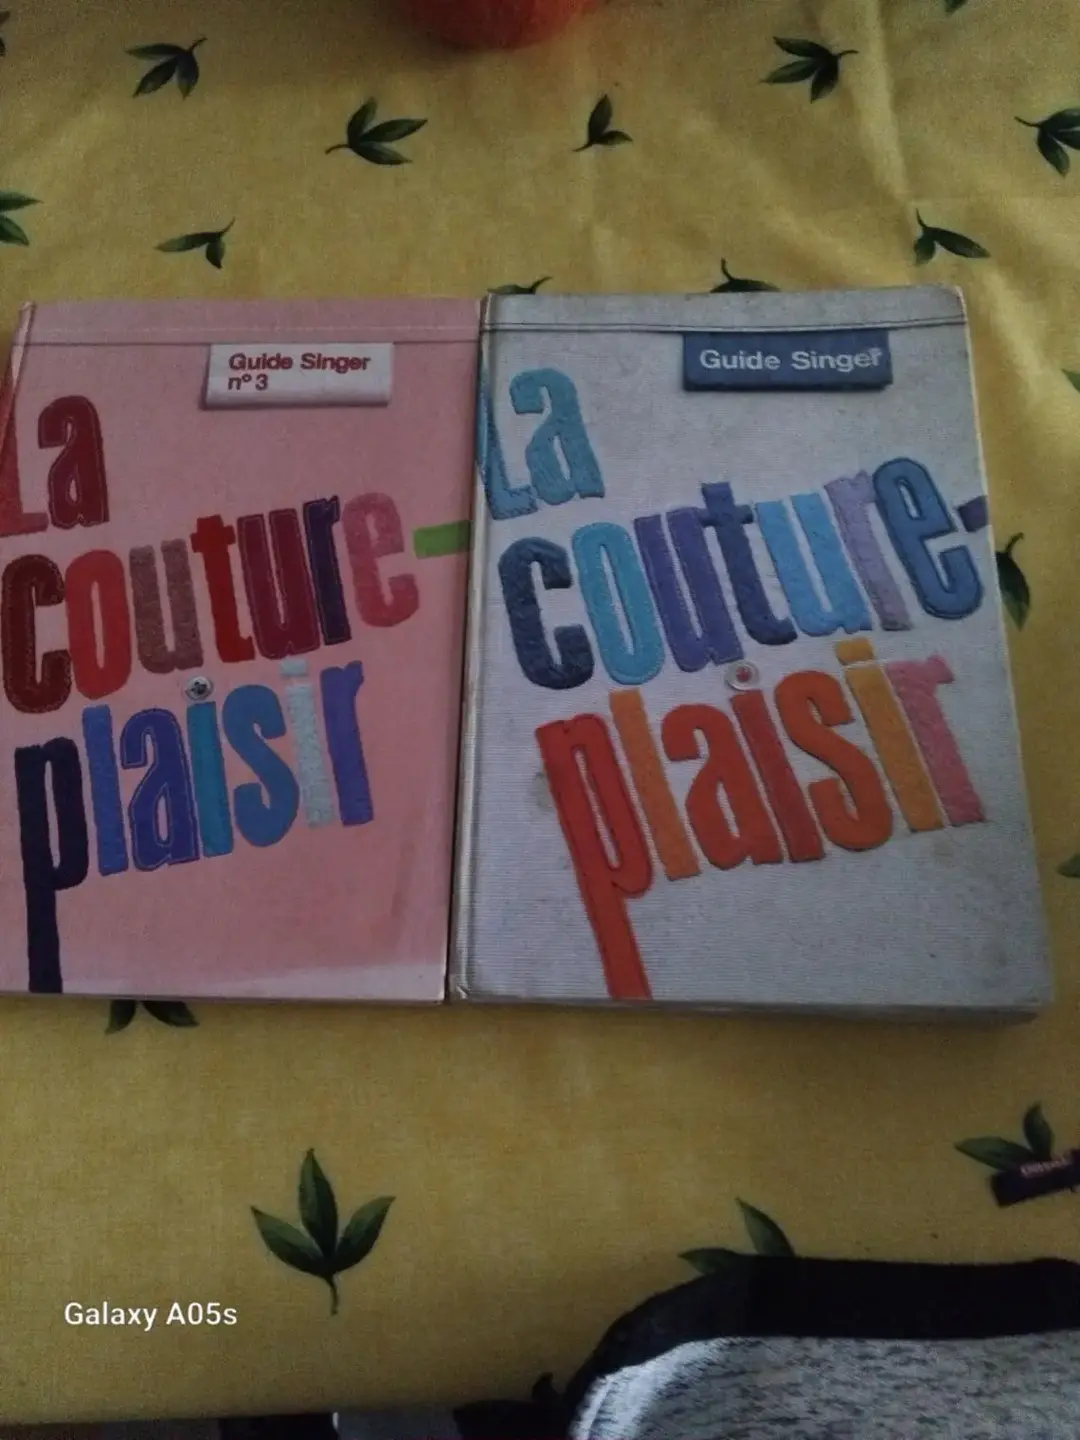 Guide Singer
n° 3
La
couture-
plaisir
Guide Singer
La
couture-
plaisir
Galaxy A05s